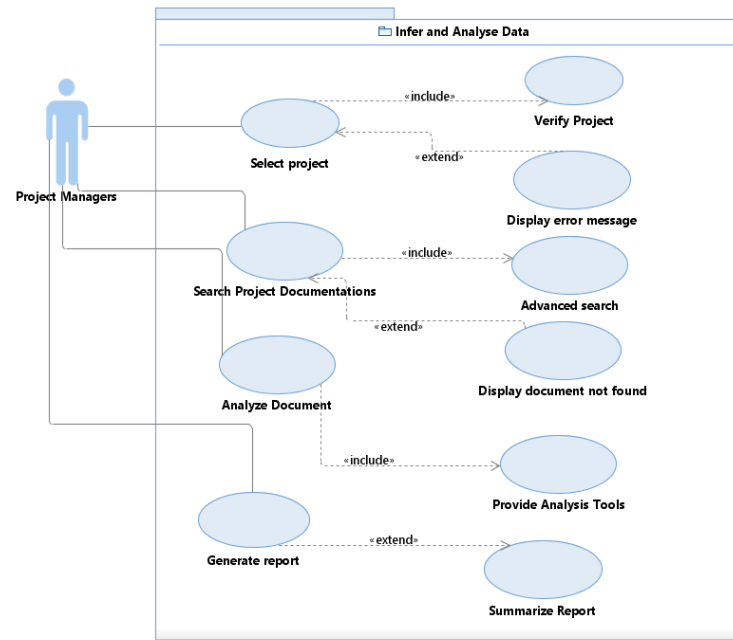 Infer and Analyse Data
«include»
Verify Project
Select project
«extend»
Project Managers
Display error message
«include»
Search Project Documentations
Advanced search
«extend»
Display document not found
Analyze Document
«include»
Provide Analysis Tools
«extend»
Generate report
Summarize Report